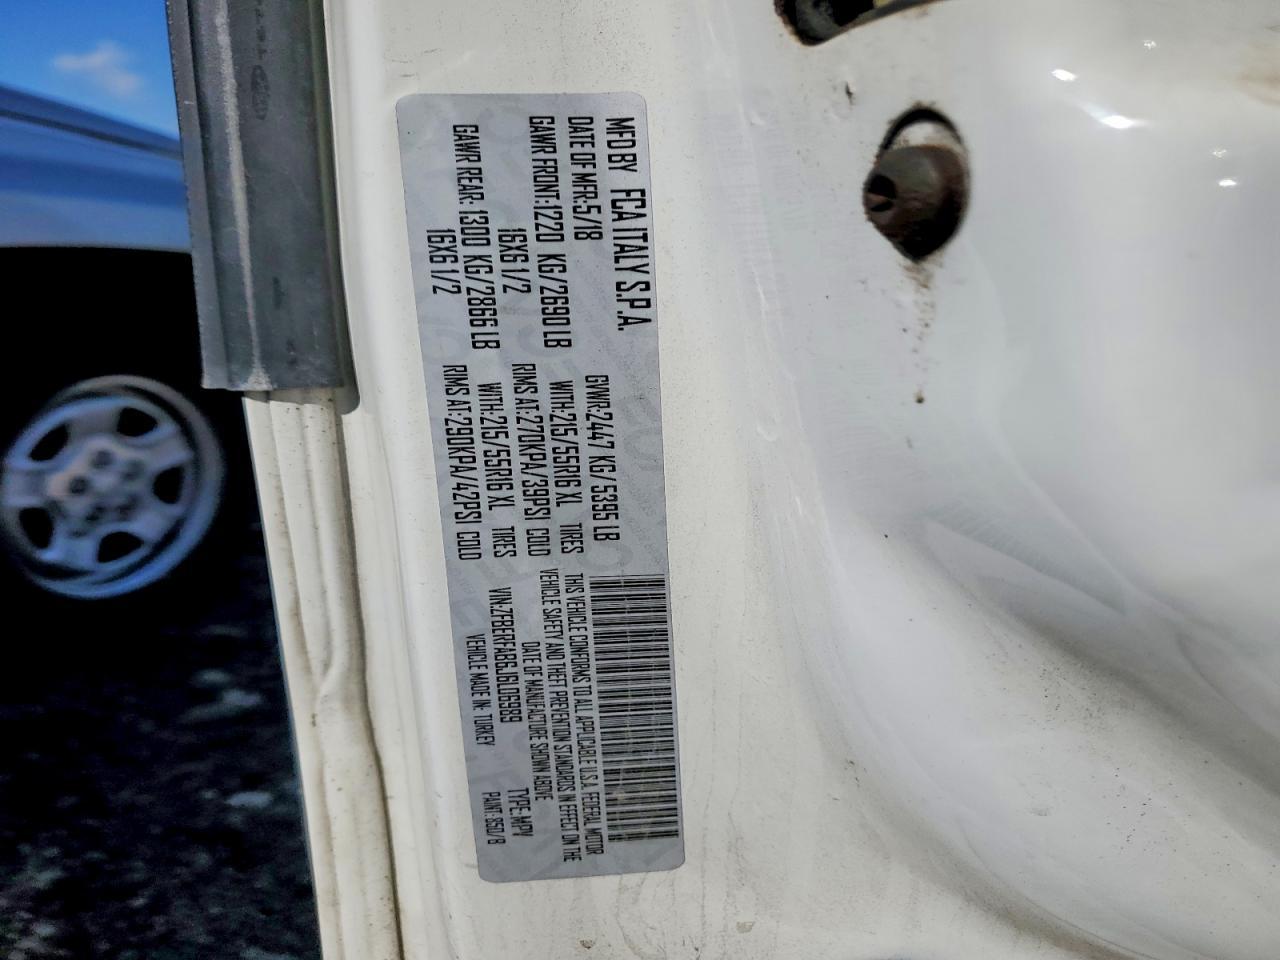 MFD BY FCA ITALY S.P.A.
DATE OF MFR:5/18 GVWR:2447 KG/5395 LB
GAWR FRONT:1220 KG/2690 LB WITH:215/55R16 XL TIRES
16X6 1/2 RIMS AT:270KPA/39PSI COLD
GAWR REAR: 1300 KG/2866 LB WITH:215/55R16 XL TIRES
16X6 1/2 RIMS AT:290KPA/42PSI COLD
THIS VEHICLE CONFORMS TO ALL APPLICABLE U.S.A. FEDERAL MOTOR
VEHICLE SAFETY AND THEFT PREVENTION STANDARDS IN EFFECT ON THE
DATE OF MANUFACTURE SHOWN ABOVE
VIN:ZFBERFAB6J6L06989 TYPE:MPV
VEHICLE MADE IN: TURKEY PAINT: